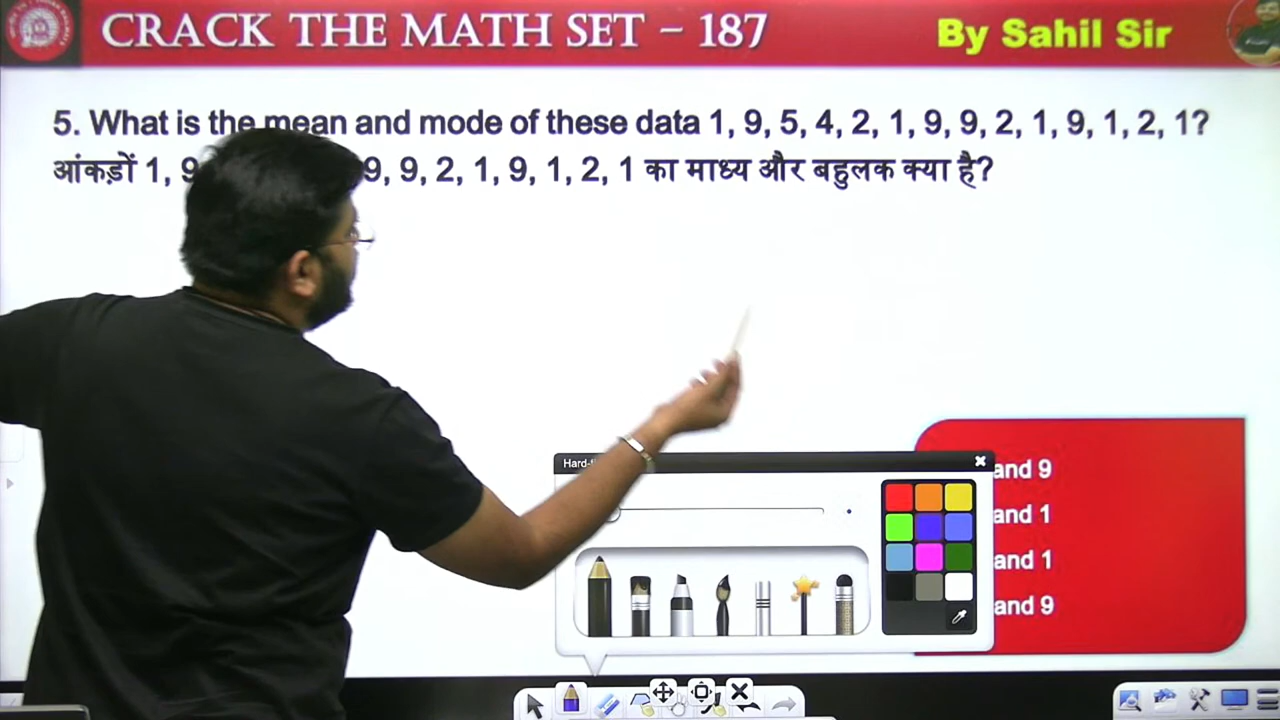 CRACK THE MATH SET – 187
By Sahil Sir
5. What is the mean and mode of these data 1, 9, 5, 4, 2, 1, 9, 9, 2, 1, 9, 1, 2, 1?
आंकड़ों 1, 9 9, 9, 2, 1, 9, 1, 2, 1 का माध्य और बहुलक क्या है?
and 9
and 1
and 1
and 9